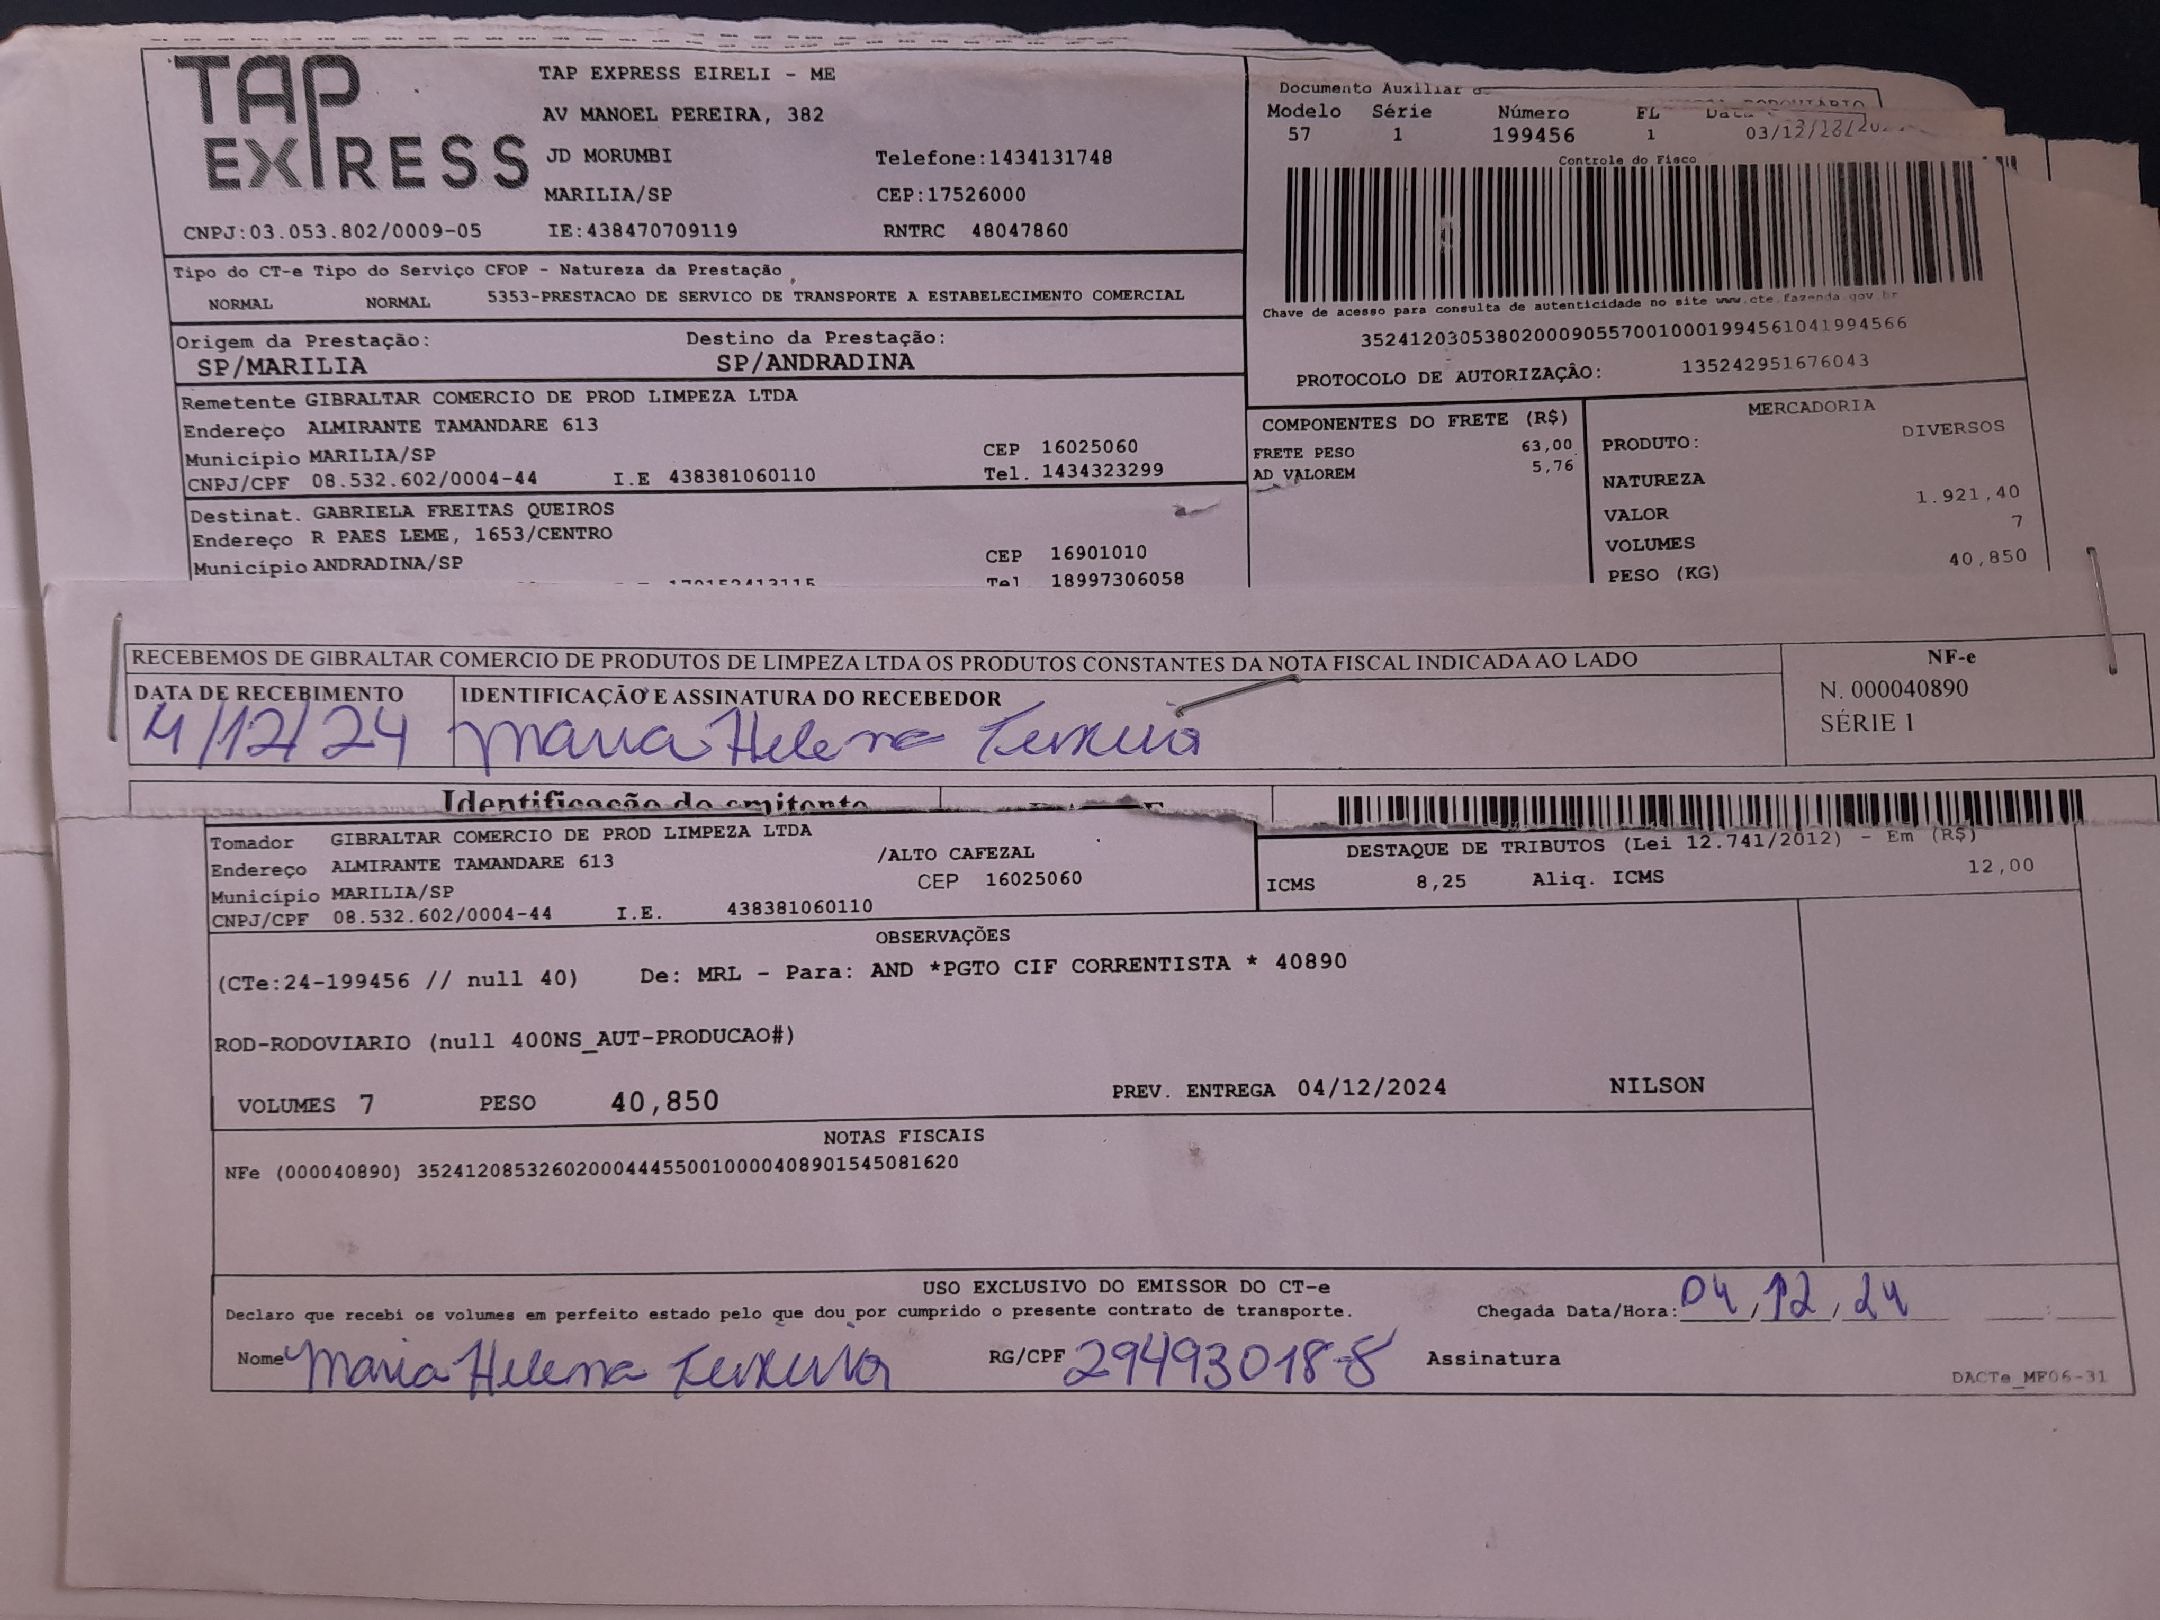 TAP EXPRESS
TAP EXPRESS EIRELI - ME
AV MANOEL PEREIRA, 382
JD MORUMBI Telefone:1434131748
MARILIA/SP CEP:17526000
CNPJ:03.053.802/0009-05 IE:438470709119 RNTRC 48047860
Documento Auxiliar
Modelo Série Número FL
57 1 199456 1 03/12/
Controle do Fisco
Chave de acesso para consulta de autenticidade no site www.cte.fazenda.gov br
35241203053802000905570010001994561041994566
PROTOCOLO DE AUTORIZAÇÃO: 135242951676043
Tipo do CT-e Tipo do Serviço CFOP - Natureza da Prestação
NORMAL NORMAL 5353-PRESTACAO DE SERVICO DE TRANSPORTE A ESTABELECIMENTO COMERCIAL
Origem da Prestação: Destino da Prestação:
SP/MARILIA SP/ANDRADINA
Remetente GIBRALTAR COMERCIO DE PROD LIMPEZA LTDA
Endereço ALMIRANTE TAMANDARE 613
Município MARILIA/SP CEP 16025060
CNPJ/CPF 08.532.602/0004-44 I.E 438381060110 Tel. 1434323299
Destinat. GABRIELA FREITAS QUEIROS
Endereço R PAES LEME, 1653/CENTRO
Município ANDRADINA/SP CEP 16901010
Tel 18997306058
COMPONENTES DO FRETE (R$)
FRETE PESO 63,00
AD VALOREM 5,76
MERCADORIA
PRODUTO: DIVERSOS
NATUREZA
VALOR 1.921,40
VOLUMES 7
PESO (KG) 40,850
RECEBEMOS DE GIBRALTAR COMERCIO DE PRODUTOS DE LIMPEZA LTDA OS PRODUTOS CONSTANTES DA NOTA FISCAL INDICADA AO LADO
DATA DE RECEBIMENTO IDENTIFICAÇÃO E ASSINATURA DO RECEBEDOR
4/12/24 Maria Helena Teixeira
NF-e
N. 000040890
SÉRIE 1
Identificação do emitente
Tomador GIBRALTAR COMERCIO DE PROD LIMPEZA LTDA
Endereço ALMIRANTE TAMANDARE 613 /ALTO CAFEZAL
Município MARILIA/SP CEP 16025060
CNPJ/CPF 08.532.602/0004-44 I.E. 438381060110
DESTAQUE DE TRIBUTOS (Lei 12.741/2012) - Em (R$)
ICMS 8,25 Aliq. ICMS 12,00
OBSERVAÇÕES
(CTe:24-199456 // null 40) De: MRL - Para: AND *PGTO CIF CORRENTISTA * 40890
ROD-RODOVIARIO (null 400NS_AUT-PRODUCAO#)
VOLUMES 7 PESO 40,850 PREV. ENTREGA 04/12/2024 NILSON
NOTAS FISCAIS
NFe (000040890) 35241208532602000444550010000408901545081620
USO EXCLUSIVO DO EMISSOR DO CT-e
Declaro que recebi os volumes em perfeito estado pelo que dou por cumprido o presente contrato de transporte. Chegada Data/Hora: 04/12/24
Nome Maria Helena Teixeira RG/CPF 29493018-8 Assinatura
DACTe_MF06-31